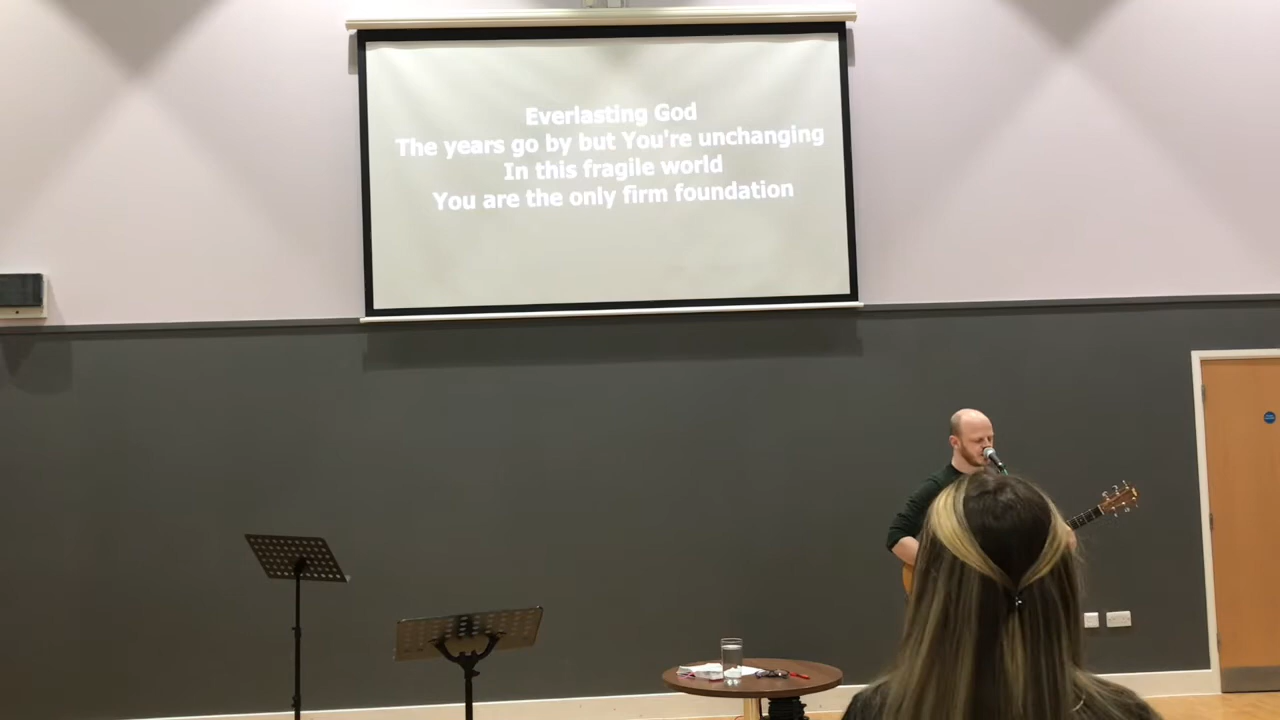 Everlasting God
The years go by but You're unchanging
In this fragile world
You are the only firm foundation